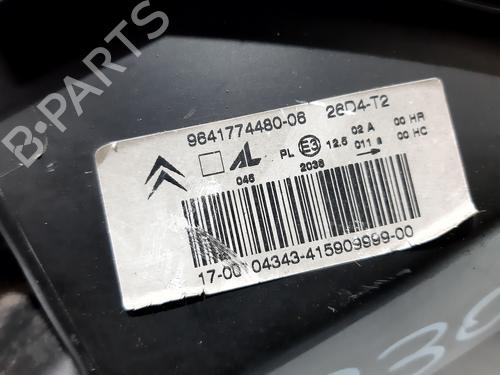 B-PARTS
9641774480-06 26D4-T2
AL PL E3 12.5 02 A 00 HR
046 2036 011 a 00 HC
17-00 04343-415909999-00